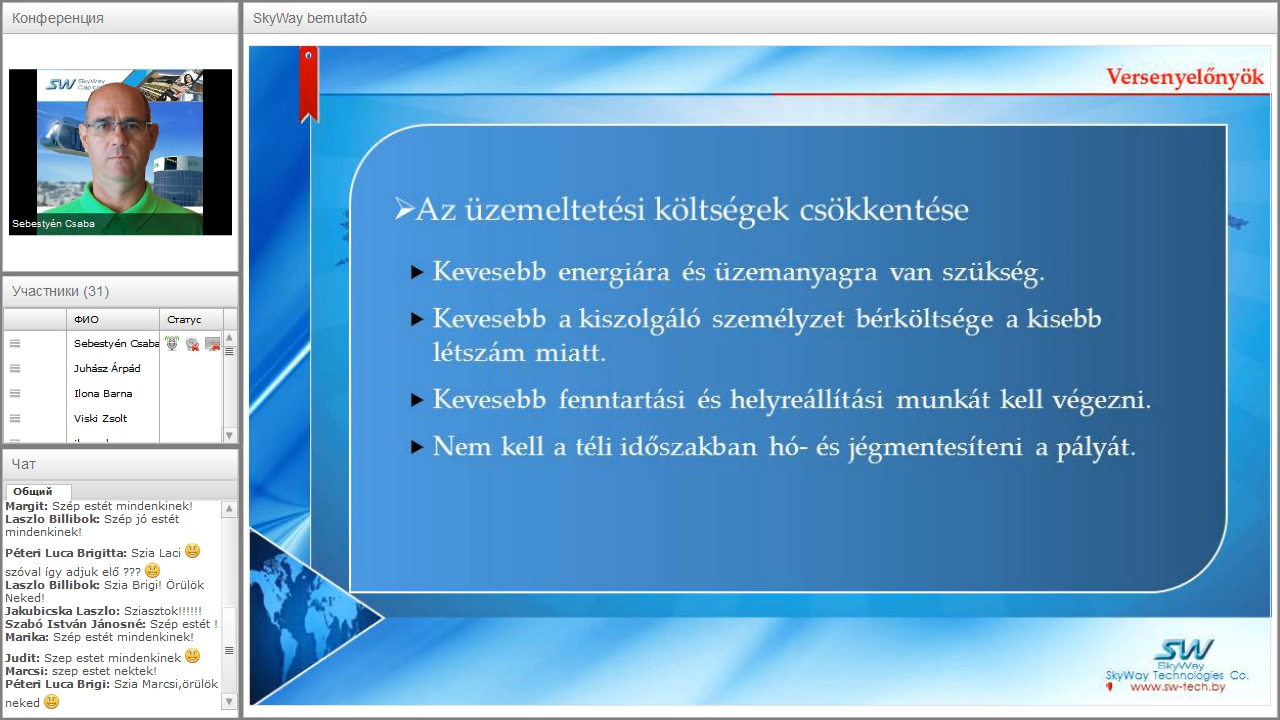 Конференция
SkyWay
Sebestyén Csaba
Участники (31)
ФИО Статус
Sebestyén Csaba
Juhász Árpád
Ilona Barna
Viski Zsolt
Чат
Общий
Margit: Szép estét mindenkinek!
Laszlo Billibok: Szép jó estét
mindenkinek!
Péteri Luca Brigitta: Szia Laci
szóval így adjuk elő ???
Laszlo Billibok: Szia Brigi! Örülök
Neked!
Jakubicska Laszlo: Sziasztok!!!!!!
Szabó István Jánosné: Szép estét !
Marika: Szép estét mindenkinek!
Judit: Szep estet mindenkinek
Marcsi: szep estet nektek!
Péteri Luca Brigi: Szia Marcsi,örülök
neked
SkyWay bemutató
Versenyelőnyök
Az üzemeltetési költségek csökkentése
Kevesebb energiára és üzemanyagra van szükség.
Kevesebb a kiszolgáló személyzet bérköltsége a kisebb
létszám miatt.
Kevesebb fenntartási és helyreállítási munkát kell végezni.
Nem kell a téli időszakban hó- és jégmentesíteni a pályát.
SW
SkyWay
SkyWay Technologies Co.
www.sw-tech.by